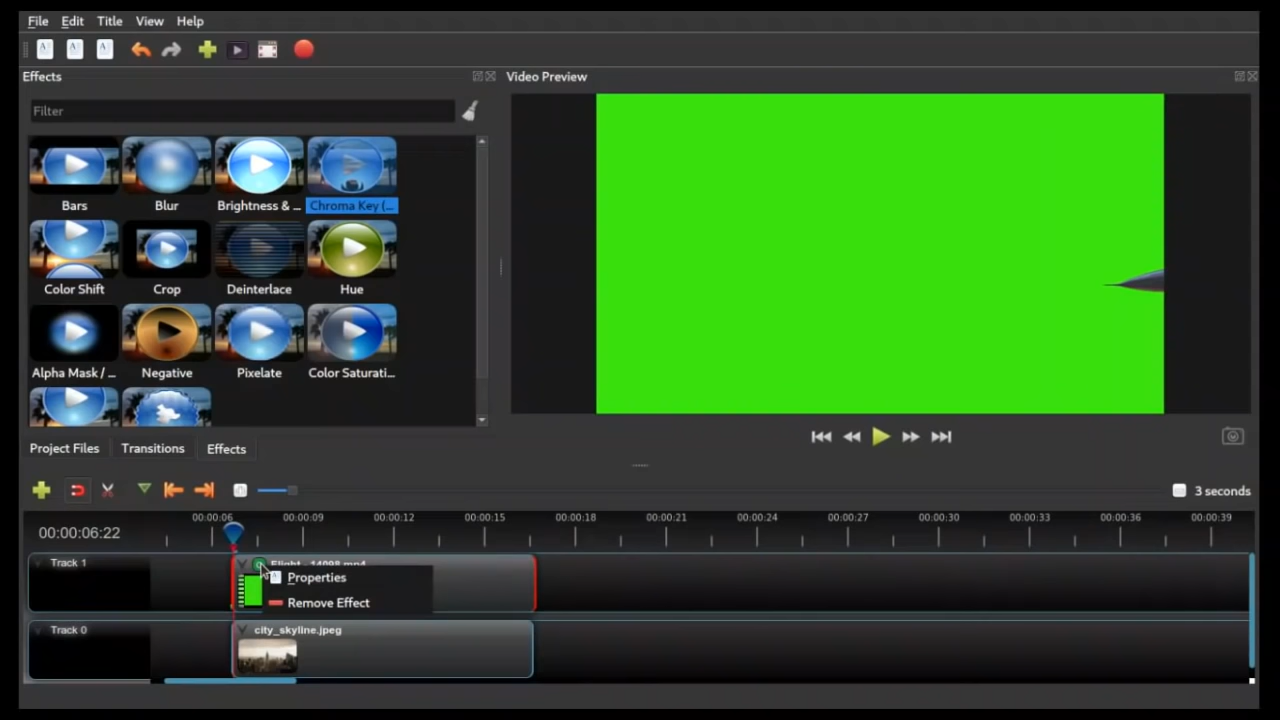 File Edit Title View Help
Effects
Video Preview
Filter
Bars Blur Brightness & ... Chroma Key (...
Color Shift Crop Deinterlace Hue
Alpha Mask / ... Negative Pixelate Color Saturati...
Project Files Transitions Effects
3 seconds
00:00:06 00:00:09 00:00:12 00:00:15 00:00:18 00:00:21 00:00:24 00:00:27 00:00:30 00:00:33 00:00:36 00:00:39
00:00:06:22
Track 1 Flight - 14098.mp4
Properties
Remove Effect
Track 0 city_skyline.jpeg